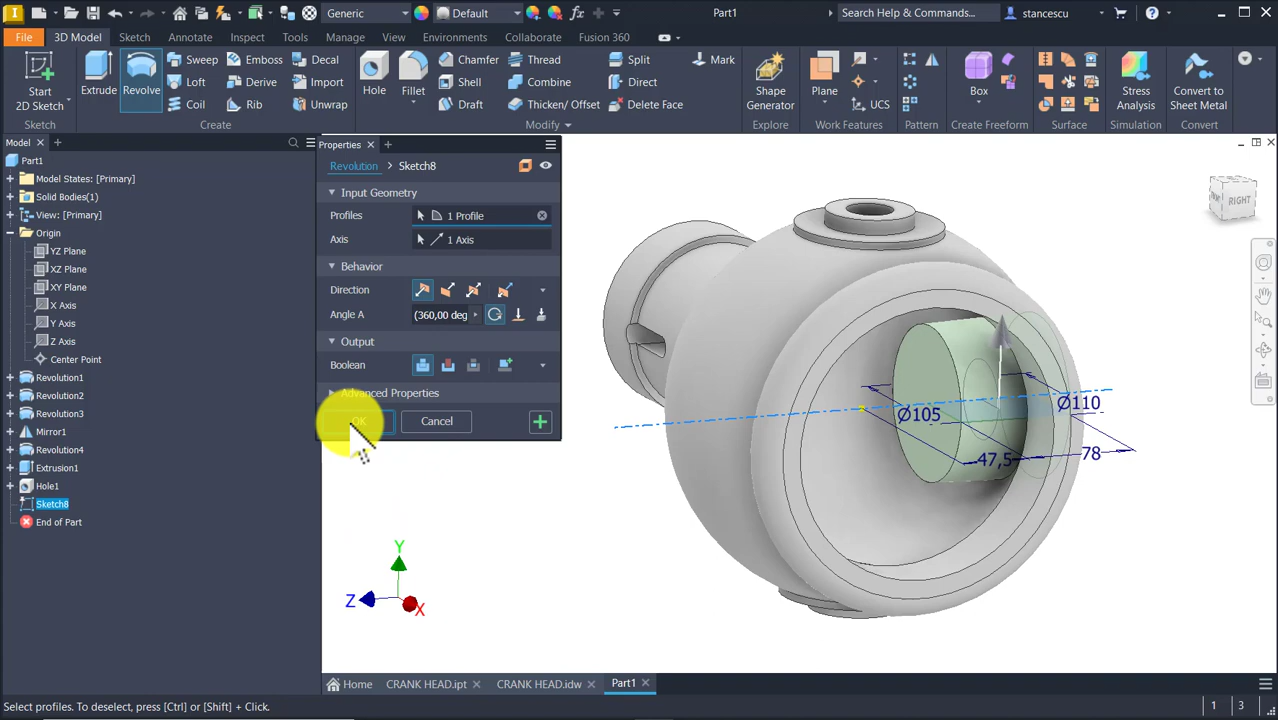 Generic
Default
fx
Part1
Search Help & Commands...
stancescu
File
3D Model
Sketch
Annotate
Inspect
Tools
Manage
View
Environments
Collaborate
Fusion 360
Start
2D Sketch
Extrude
Revolve
Sweep
Loft
Coil
Emboss
Derive
Rib
Decal
Import
Unwrap
Hole
Fillet
Chamfer
Shell
Draft
Thread
Combine
Thicken/ Offset
Split
Direct
Delete Face
Mark
Shape
Generator
Plane
UCS
Box
Stress
Analysis
Convert to
Sheet Metal
Sketch
Create
Modify
Explore
Work Features
Pattern
Create Freeform
Surface
Simulation
Convert
Model
Part1
Model States: [Primary]
Solid Bodies(1)
View: [Primary]
Origin
YZ Plane
XZ Plane
XY Plane
X Axis
Y Axis
Z Axis
Center Point
Revolution1
Revolution2
Revolution3
Mirror1
Revolution4
Extrusion1
Hole1
Sketch8
End of Part
Properties
Revolution > Sketch8
Input Geometry
Profiles
1 Profile
Axis
1 Axis
Behavior
Direction
Angle A
(360,00 deg
Output
Boolean
Advanced Properties
OK
Cancel
RIGHT
Ø105
Ø110
47,5
78
Y
Z
X
Home
CRANK HEAD.ipt
CRANK HEAD.idw
Part1
Select profiles. To deselect, press [Ctrl] or [Shift] + Click.
1
3